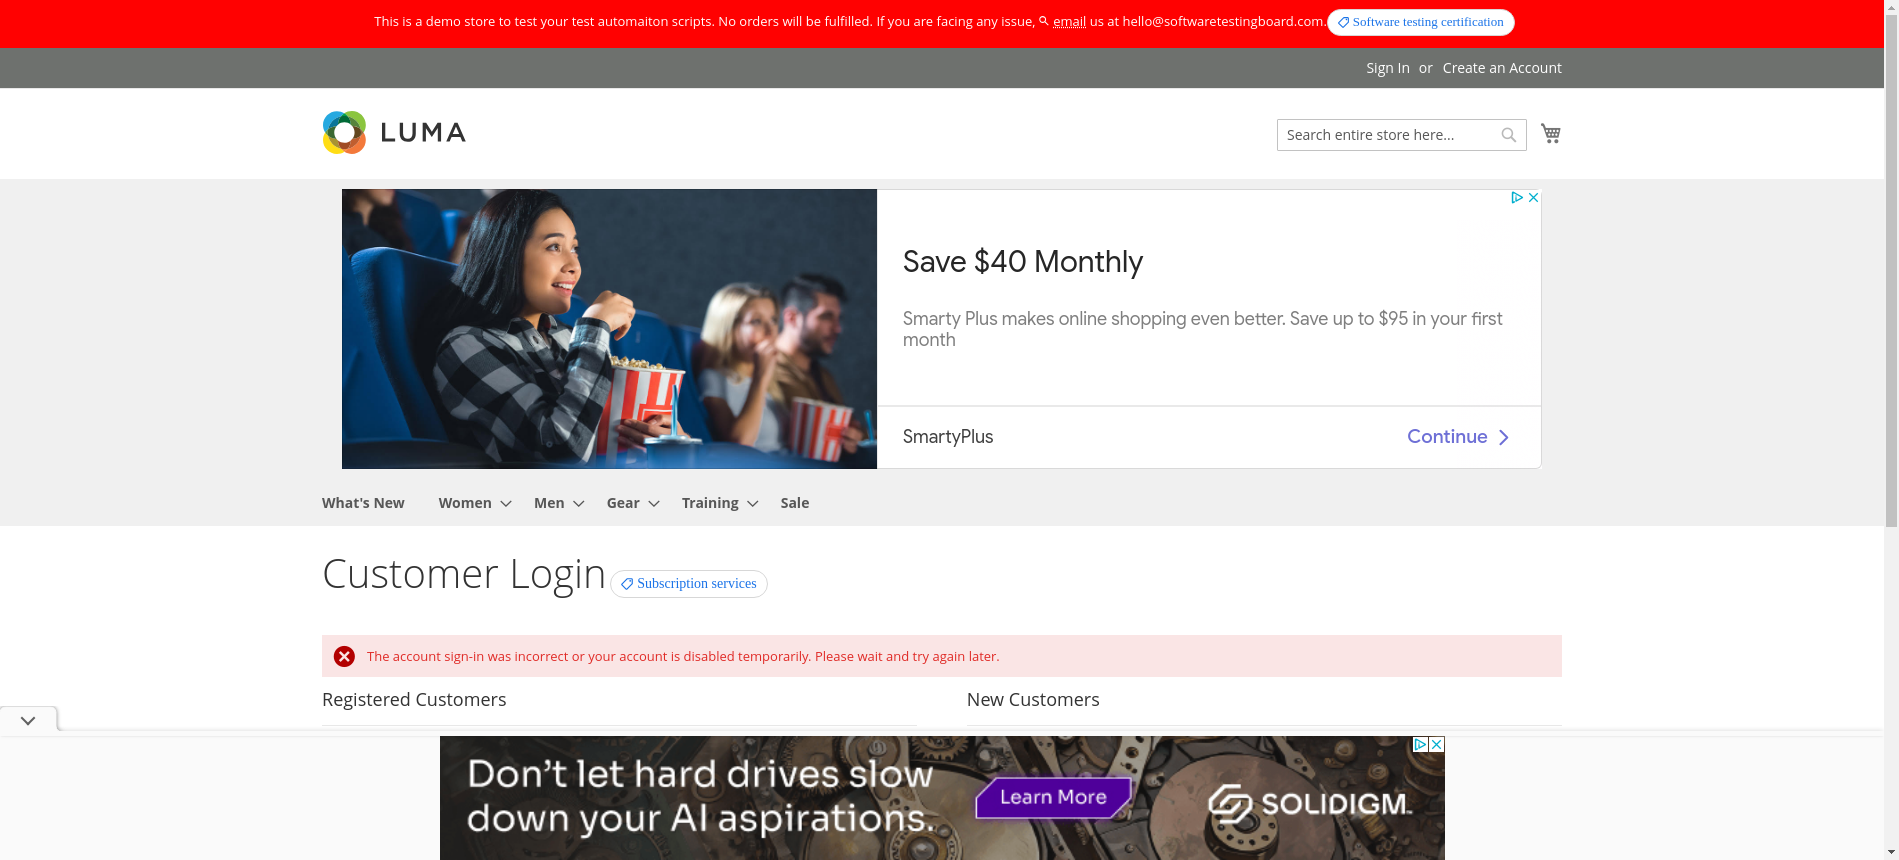 This is a demo store to test your test automaiton scripts. No orders will be fulfilled. If you are facing any issue, email us at hello@softwaretestingboard.com. Software testing certification
Sign In or Create an Account
LUMA
Search entire store here...
Save $40 Monthly
Smarty Plus makes online shopping even better. Save up to $95 in your first
month
SmartyPlus
Continue
What's New Women Men Gear Training Sale
Customer Login Subscription services
The account sign-in was incorrect or your account is disabled temporarily. Please wait and try again later.
Registered Customers
New Customers
Don't let hard drives slow
down your AI aspirations.
Learn More
SOLIDIGM